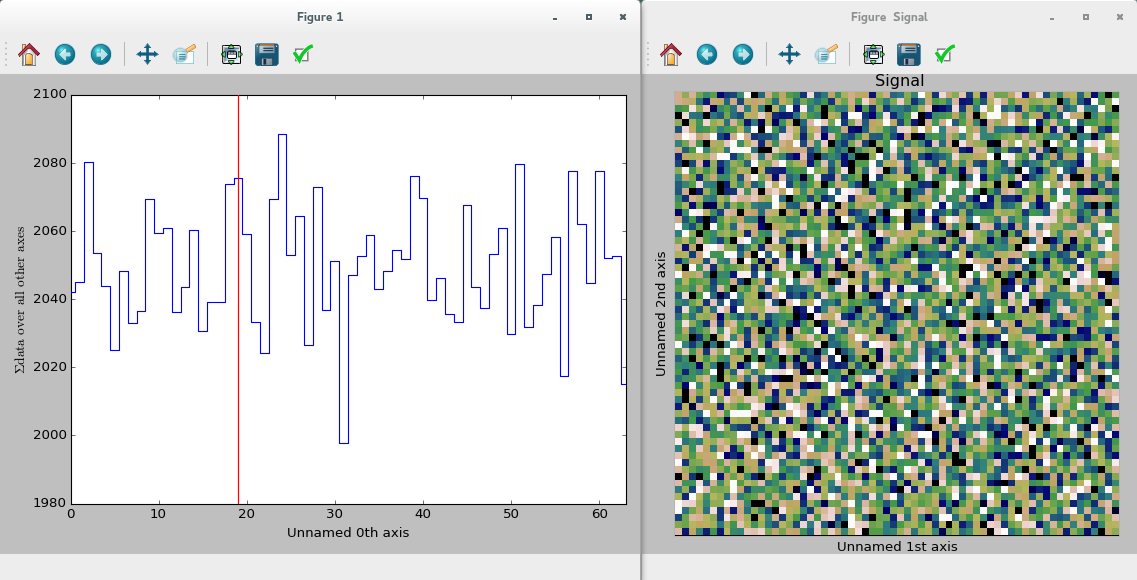 Figure 1
2100
2080
2060
2040
2020
2000
1980
Σdata over all other axes
0 10 20 30 40 50 60
Unnamed 0th axis
Figure Signal
Signal
Unnamed 2nd axis
Unnamed 1st axis